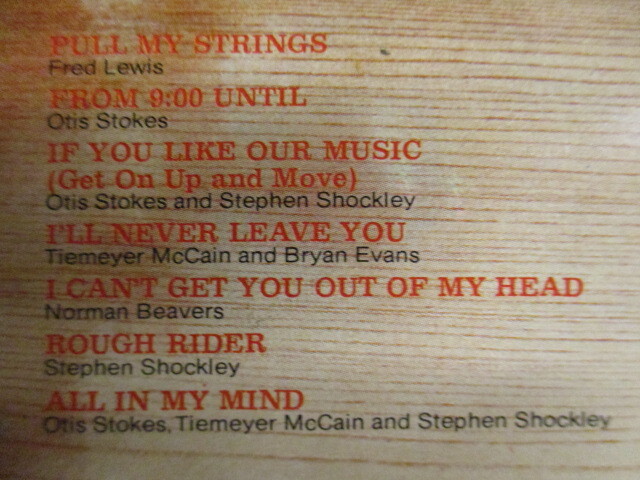 PULL MY STRINGS
Fred Lewis
FROM 9:00 UNTIL
Otis Stokes
IF YOU LIKE OUR MUSIC
(Get On Up and Move)
Otis Stokes and Stephen Shockley
I'LL NEVER LEAVE YOU
Tiemeyer McCain and Bryan Evans
I CAN'T GET YOU OUT OF MY HEAD
Norman Beavers
ROUGH RIDER
Stephen Shockley
ALL IN MY MIND
Otis Stokes, Tiemeyer McCain and Stephen Shockley